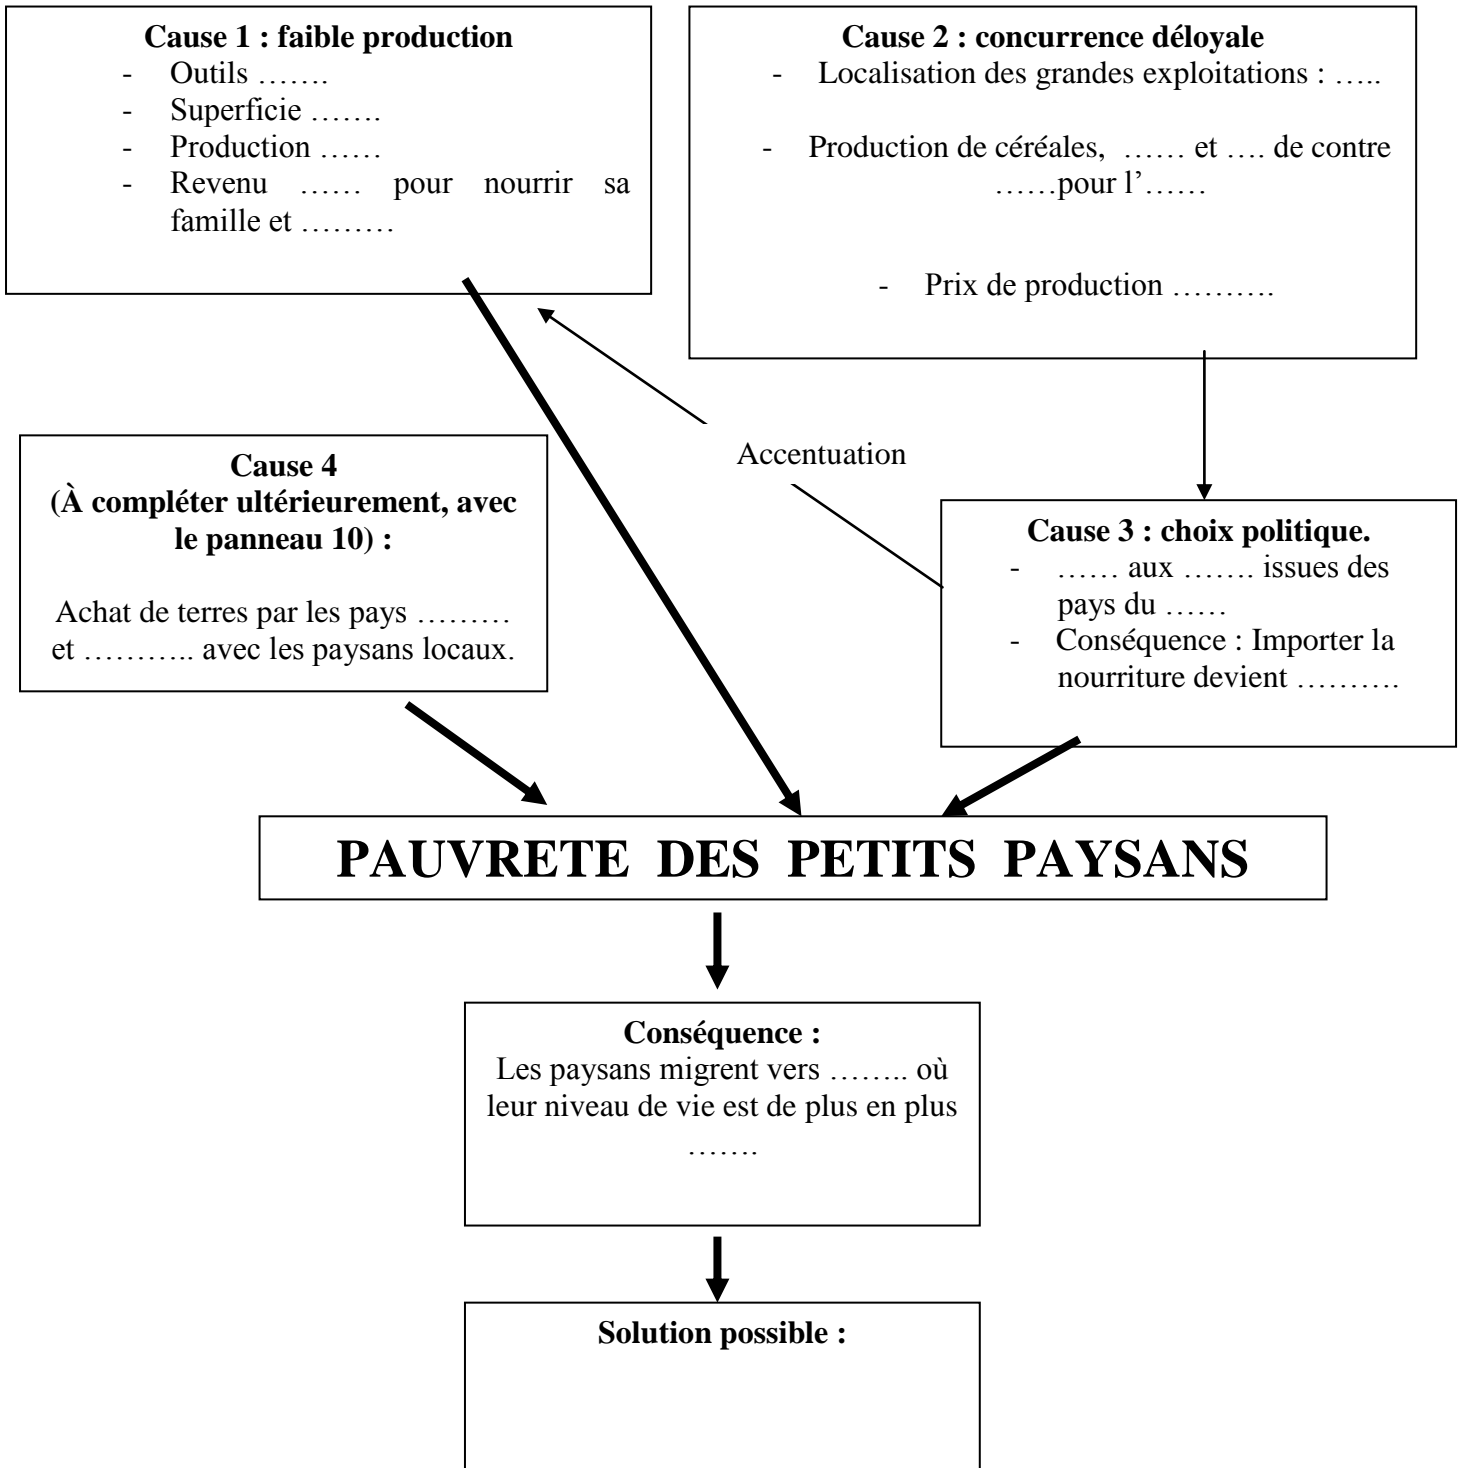 Cause 1 : faible production
- Outils …….
- Superficie …….
- Production ……
- Revenu …… pour nourrir sa
famille et ………
Cause 2 : concurrence déloyale
- Localisation des grandes exploitations : …..
- Production de céréales, …… et …. de contre
……pour l’……
- Prix de production ……….
Accentuation
Cause 4
(À compléter ultérieurement, avec
le panneau 10) :
Achat de terres par les pays ………
et ……….. avec les paysans locaux.
Cause 3 : choix politique.
- …… aux ……. issues des
pays du ……
- Conséquence : Importer la
nourriture devient ……….
PAUVRETE DES PETITS PAYSANS
Conséquence :
Les paysans migrent vers …….. où
leur niveau de vie est de plus en plus
…….
Solution possible :